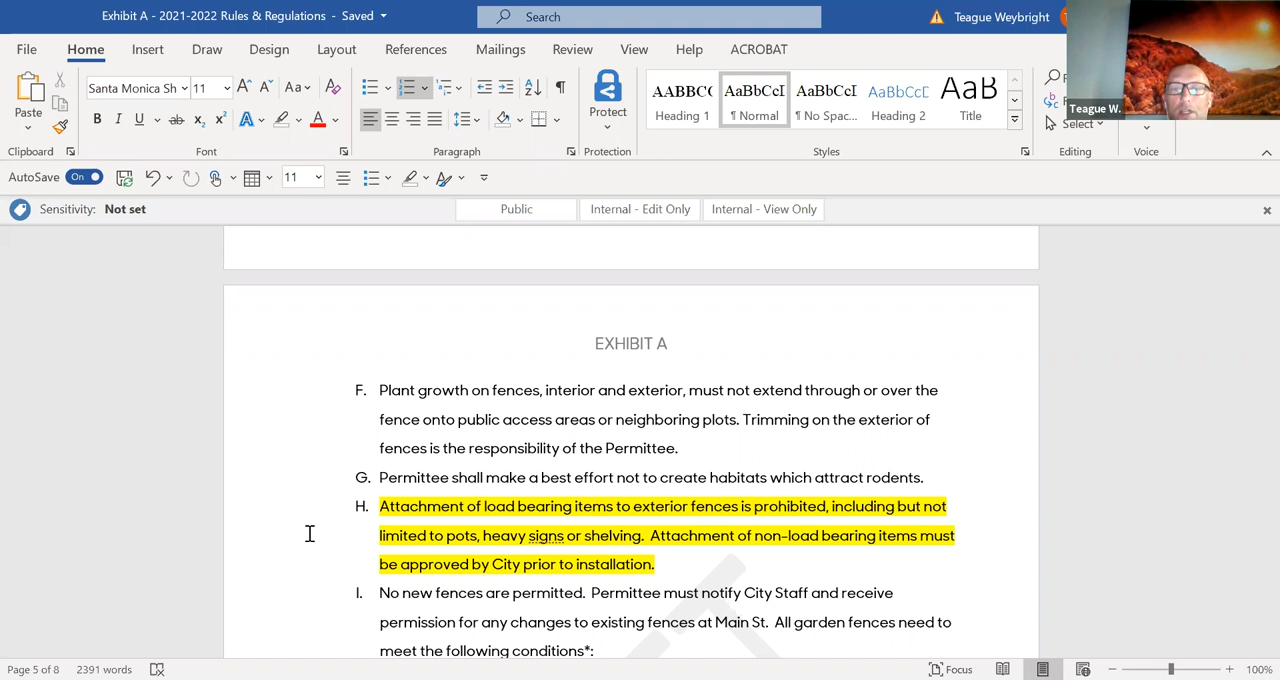 Exhibit A - 2021-2022 Rules & Regulations - Saved
Search
Teague Weybright
File Home Insert Draw Design Layout References Mailings Review View Help ACROBAT
Teague W.
Paste
Santa Monica Sh 11
Aa
B I U ab x₂ x² A A
Protect
AABBC( AaBbCcI AaBbCcI AaBbCcD AaB
Heading 1 ¶ Normal ¶ No Spac... Heading 2 Title
Select
Clipboard Font Paragraph Protection Styles Editing Voice
AutoSave On 11
Sensitivity: Not set Public Internal - Edit Only Internal - View Only
EXHIBIT A
F. Plant growth on fences, interior and exterior, must not extend through or over the
fence onto public access areas or neighboring plots. Trimming on the exterior of
fences is the responsibility of the Permittee.
G. Permittee shall make a best effort not to create habitats which attract rodents.
H. Attachment of load bearing items to exterior fences is prohibited, including but not
limited to pots, heavy signs or shelving. Attachment of non-load bearing items must
be approved by City prior to installation.
I. No new fences are permitted. Permittee must notify City Staff and receive
permission for any changes to existing fences at Main St. All garden fences need to
meet the following conditions*:
Page 5 of 8 2391 words Focus 100%